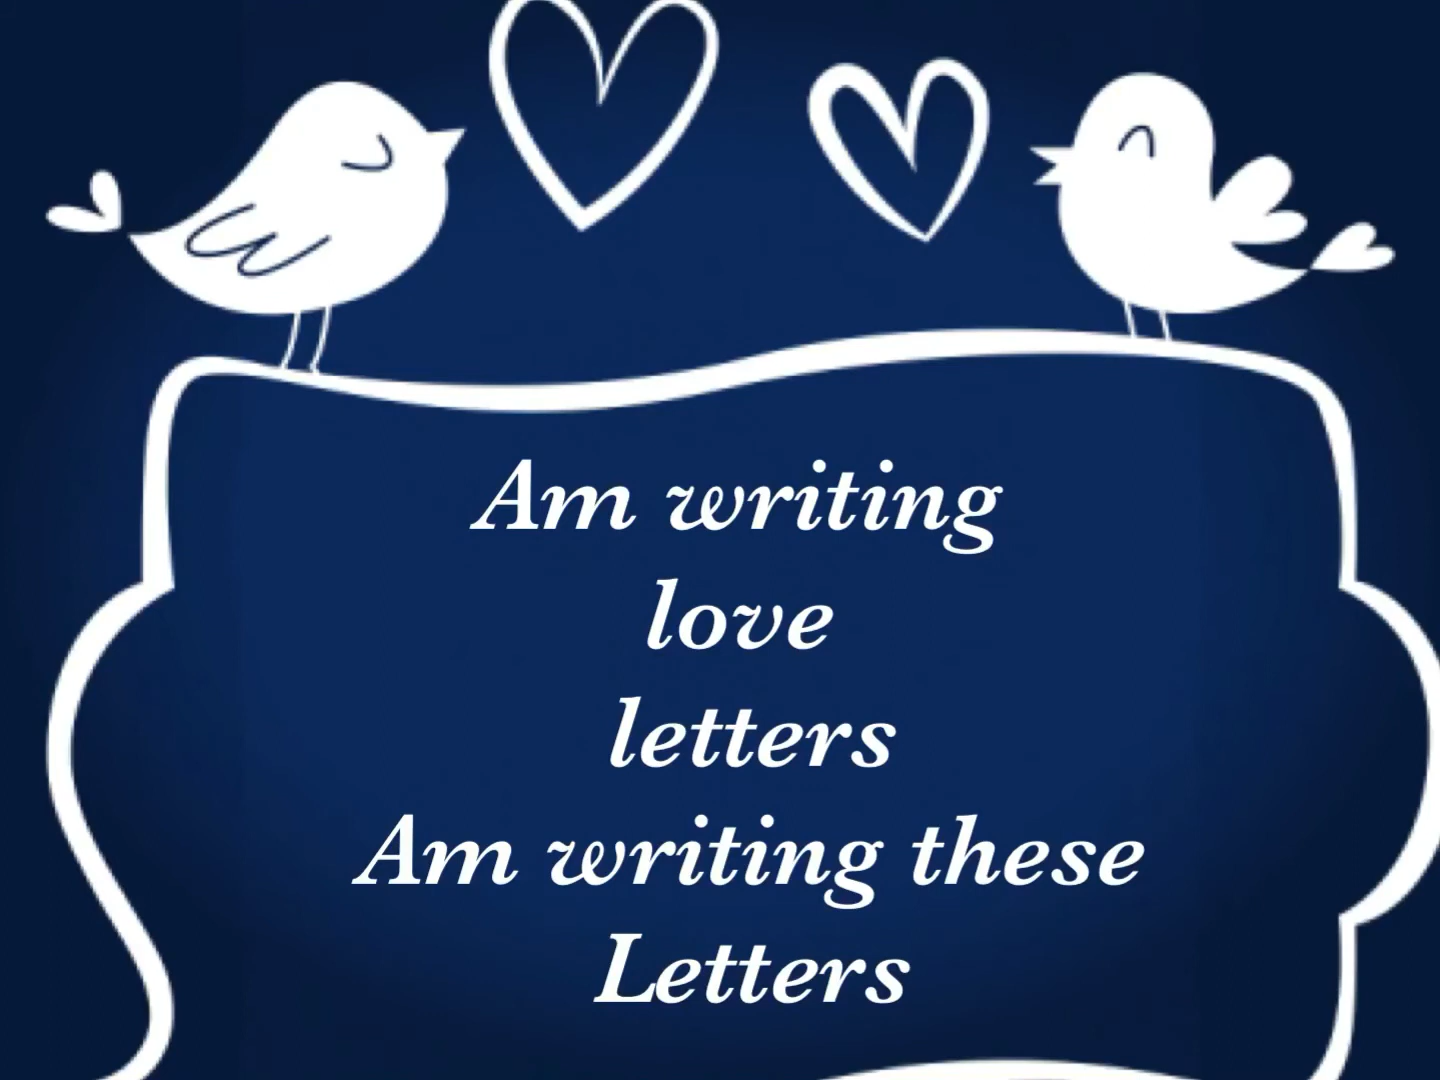 Am writing
love
letters
Am writing these
Letters